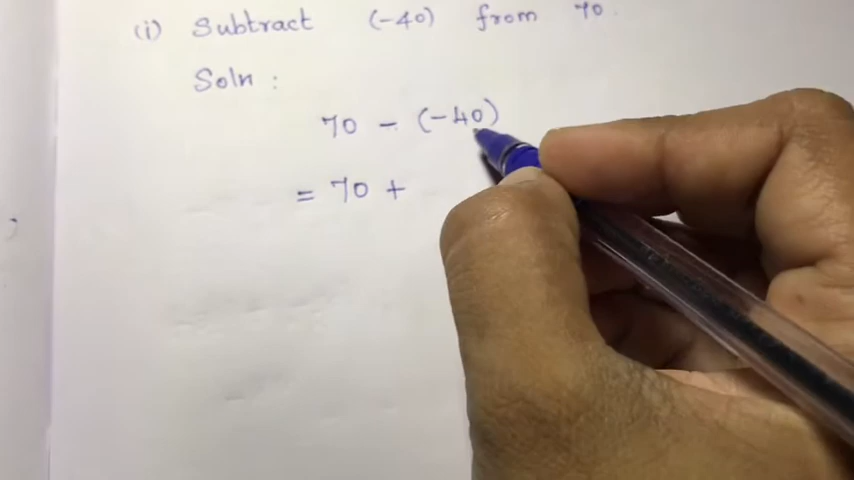 (i) Subtract (-40) from 70.
Soln :
70 - (-40)
= 70 +